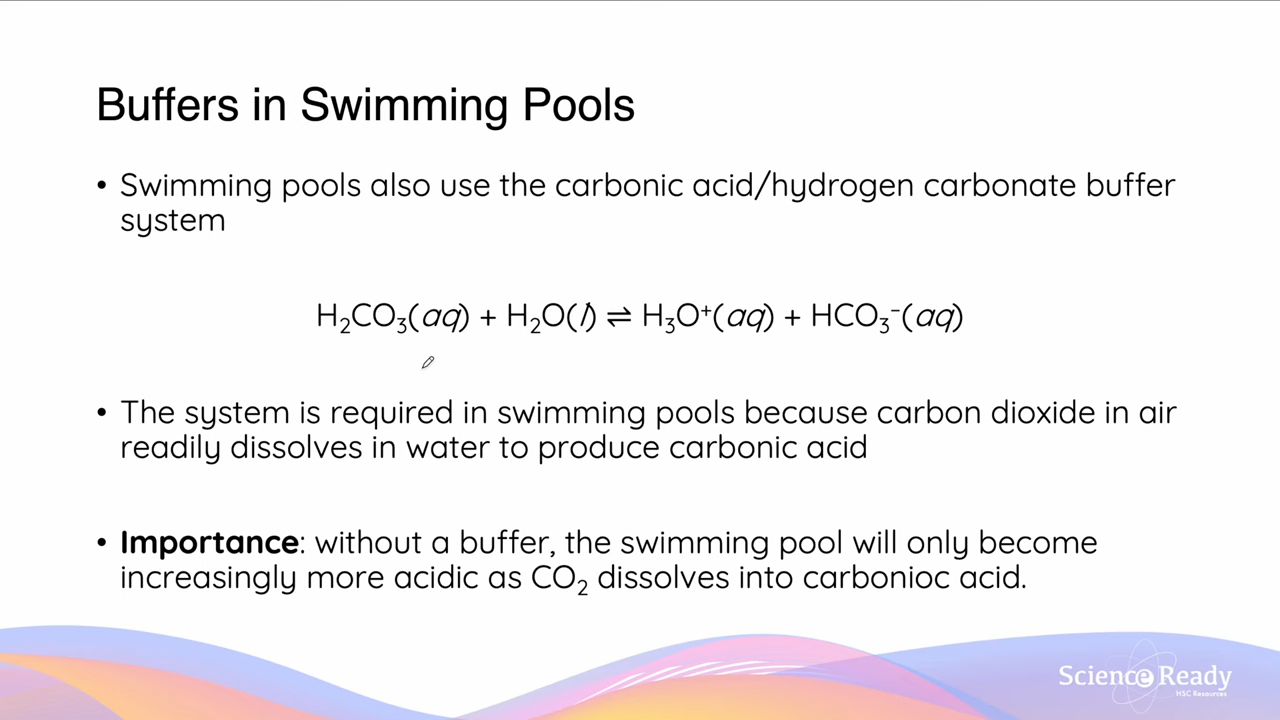 Buffers in Swimming Pools
• Swimming pools also use the carbonic acid/hydrogen carbonate buffer
system
H₂CO₃(aq) + H₂O(l) ⇌ H₃O⁺(aq) + HCO₃⁻(aq)
• The system is required in swimming pools because carbon dioxide in air
readily dissolves in water to produce carbonic acid
• Importance: without a buffer, the swimming pool will only become
increasingly more acidic as CO₂ dissolves into carbonioc acid.
Science Ready
HSC Resources